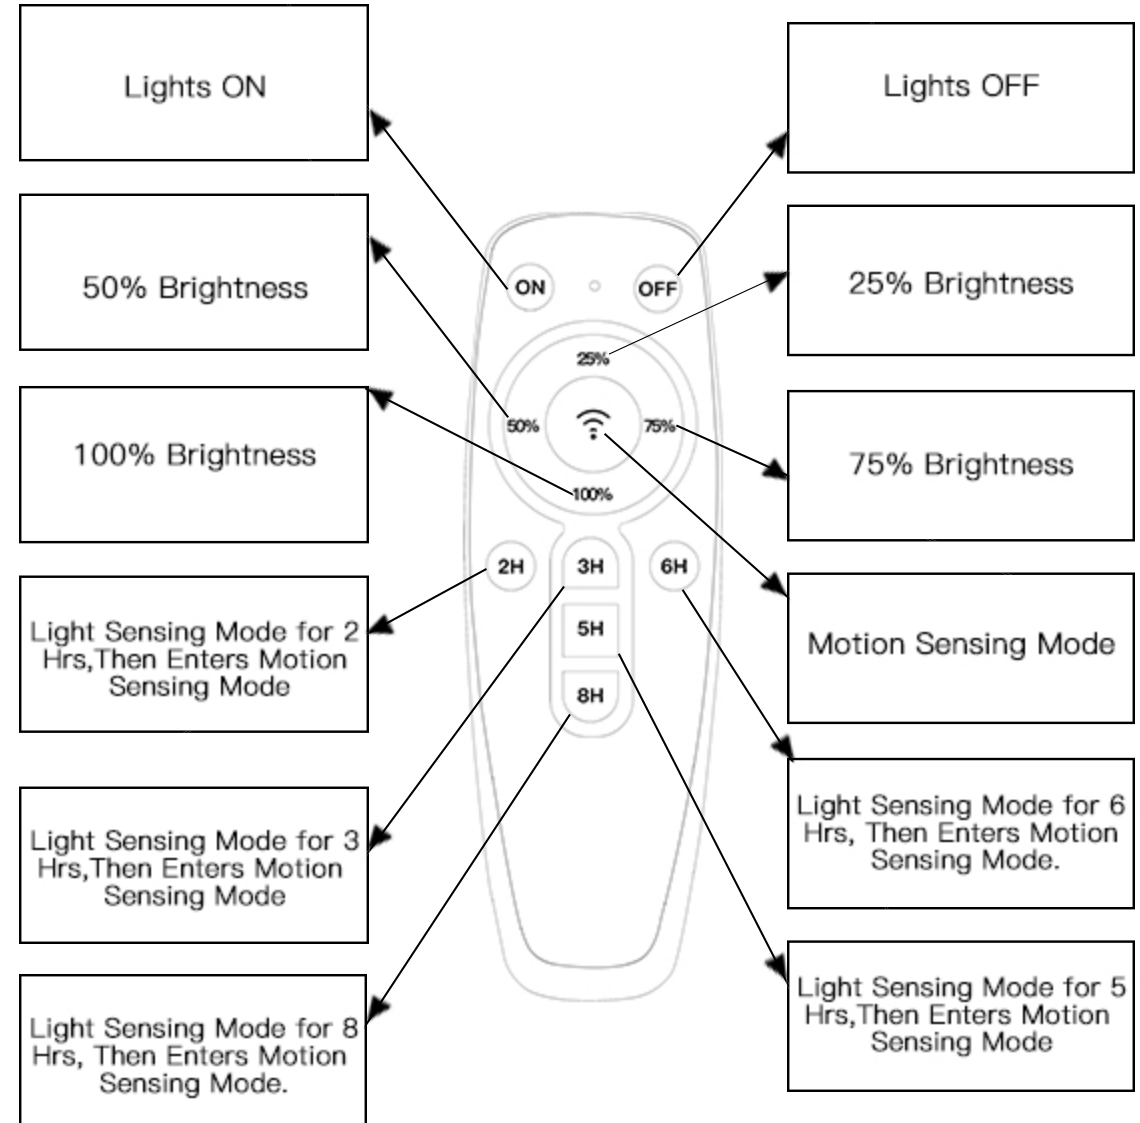 Lights ON
Lights OFF
50% Brightness
25% Brightness
100% Brightness
75% Brightness
ON
OFF
25%
50%
75%
100%
2H
3H
6H
5H
8H
Light Sensing Mode for 2
Hrs,Then Enters Motion
Sensing Mode
Motion Sensing Mode
Light Sensing Mode for 3
Hrs,Then Enters Motion
Sensing Mode
Light Sensing Mode for 6
Hrs, Then Enters Motion
Sensing Mode.
Light Sensing Mode for 8
Hrs, Then Enters Motion
Sensing Mode.
Light Sensing Mode for 5
Hrs,Then Enters Motion
Sensing Mode